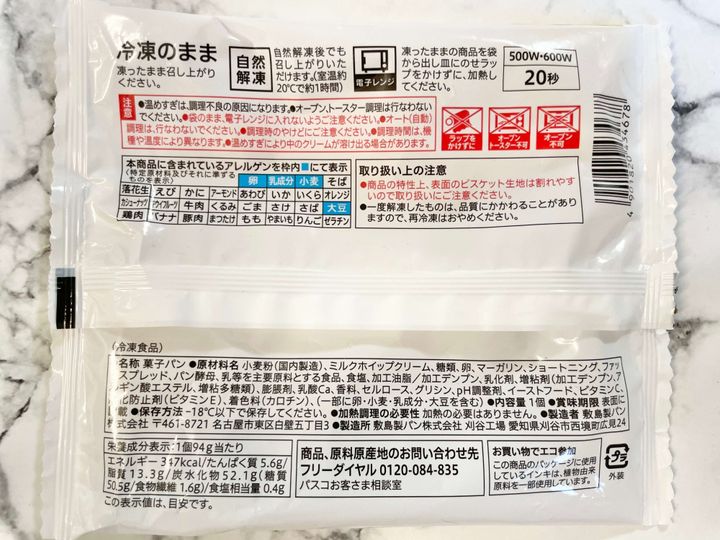 冷凍のまま
凍ったまま召し上がり
ください。
自然
解凍
自然解凍後でも
召し上がりいた
だけます。(室温約
20℃で約1時間)
電子レンジ
凍ったままの商品を袋
から出し皿にのせラッ
プをかけずに、加熱し
てください。
500W・600W
20秒
注意
●温めすぎは、調理不良の原因になります。●オーブントースター調理は行なわない
でください。●袋のまま、電子レンジに入れないようご注意ください。●オート(自動)
調理は、行なわないでください。●調理時のやけどにご注意ください。●調理時間は、機
種や温度により異なります。●温めすぎにより中のクリームが溶け出る場合があります。
ラップを
かけずに
オーブン
トースター不可
オーブン
不可
本商品に含まれているアレルゲンを枠内■にて表示
(特定原材料及びそれに準ずる
ものを表示)
卵 乳成分 小麦 そば
落花生 えび かに アーモンド あわび いか いくら オレンジ
カシューナッツ キウイフルーツ 牛肉 くるみ ごま さけ さば 大豆
鶏肉 バナナ 豚肉 まつたけ もも やまいも りんご ゼラチン
取り扱い上の注意
●商品の特性上、表面のビスケット生地は割れやす
いので取り扱いにご注意ください。
●一度解凍したものは、品質にかかわることがあり
ますので、再冷凍はおやめください。
(冷凍食品)
名称 菓子パン ●原材料名 小麦粉(国内製造)、ミルクホイップクリーム、糖類、卵、マーガリン、ショートニング、ファッ
スプレッド、パン酵母、乳等を主要原料とする食品、食塩、加工油脂/加工デンプン、乳化剤、増粘剤(加工デンプン、ア
ルギン酸エステル、増粘多糖類)、膨脹剤、乳酸Ca、香料、セルロース、グリシン、pH調整剤、イーストフード、ビタミンC、
化防止剤(ビタミンE)、着色料(カロチン)、(一部に卵・小麦・乳成分・大豆を含む) ●内容量 1個 ●賞味期限 表面に
載 ●保存方法 −18℃以下で保存してください。 ●加熱調理の必要性 加熱の必要はありません。 ●製造者 敷島製パン
〒461-8721 名古屋市東区白壁五丁目3 ●製造所 敷島製パン株式会社 刈谷工場 愛知県刈谷市西境町広見24
栄養成分表示:1個94g当たり
エネルギー 347kcal/たんぱく質 5.6g/
脂質 13.3g/炭水化物 52.1g(糖質
50.5g/食物繊維 1.6g)/食塩相当量 0.4g
この表示値は、目安です。
商品、原料原産地のお問い合わせ先
フリーダイヤル 0120-084-835
パスコお客さま相談室
お買い物でエコ参加
この商品のパッケージに使用
しているインキは、植物由来
原料を一部使用しています。
プラ
外装